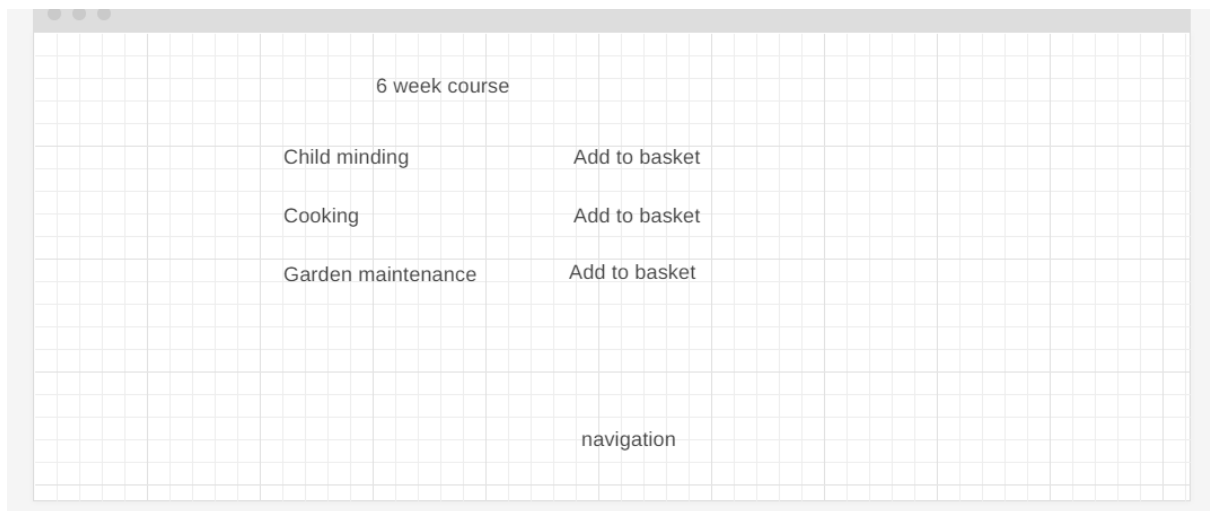 6 week course
Child minding Add to basket
Cooking Add to basket
Garden maintenance Add to basket
navigation